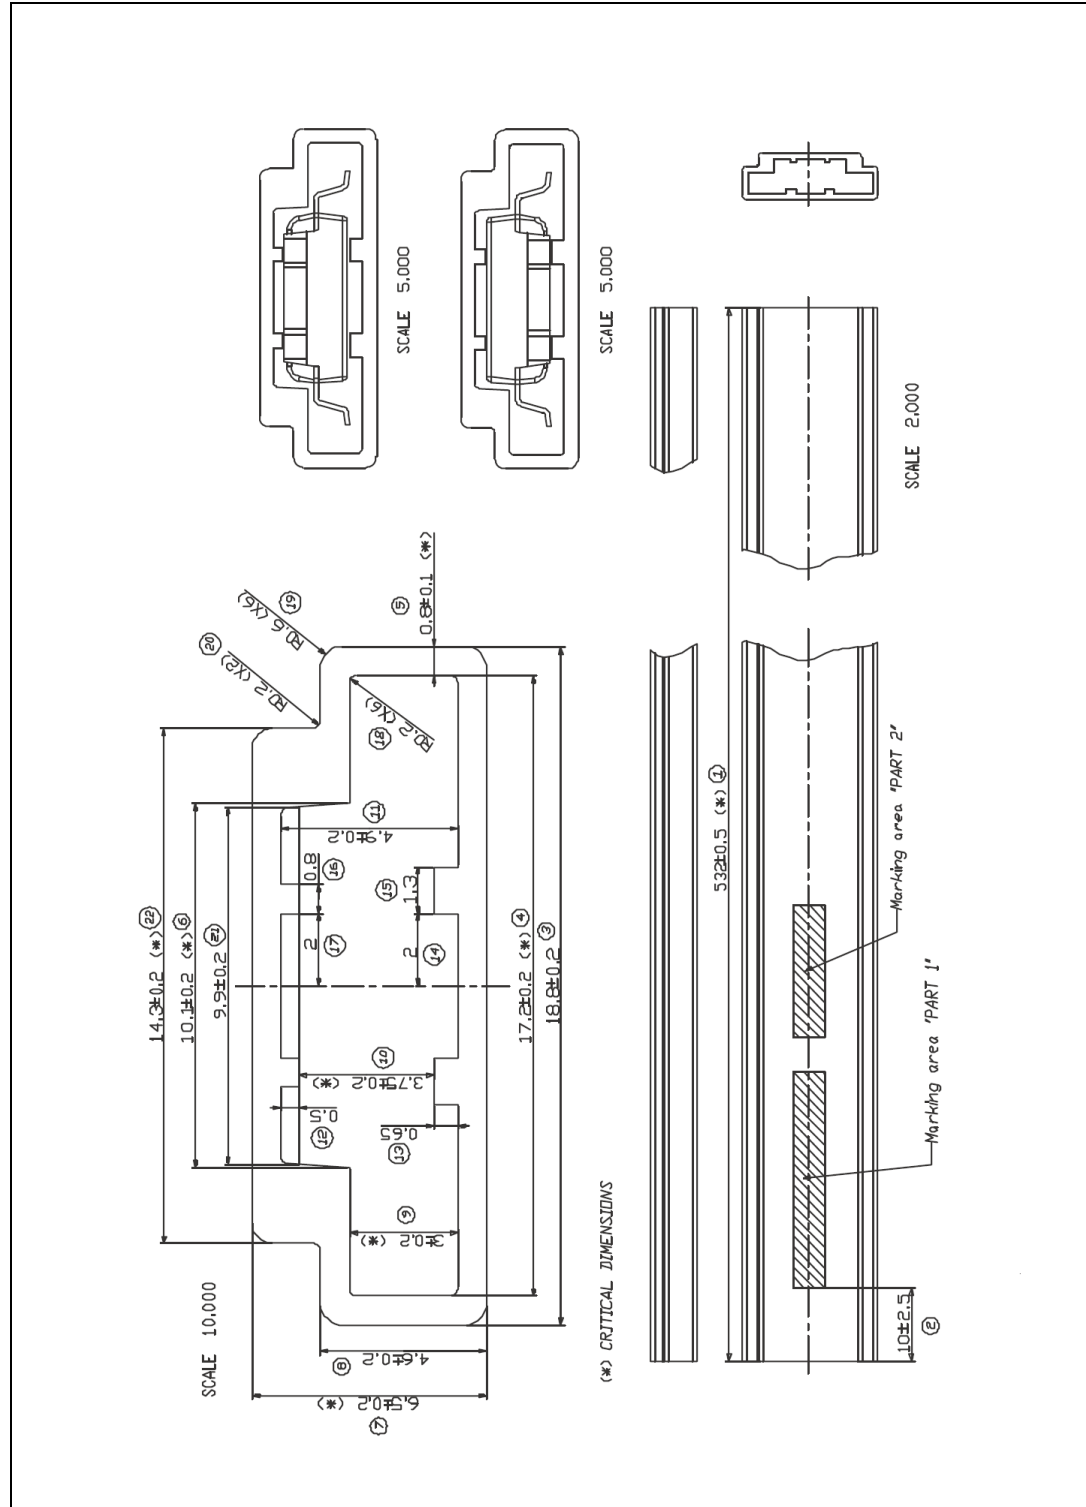 SCALE 5.000
SCALE 5.000
SCALE 2.000
SCALE 10.000
14.3±0.2 (*) 22
10.1±0.2 (*) 6
9.9±0.2 21
R0.2 (X2) 20
R0.6 (X6) 19
0.8±0.1 (*) 5
R0.2 (X6) 18
4.9±0.2 11
0.8 16
2 17
1.3 15
2 14
3.75±0.2 (*) 10
0.5 12
0.65 13
3±0.2 (*) 9
17.2±0.2 (*) 4
18.8±0.2 3
4.6±0.2 8
6.5±0.2 (*) 7
(*) CRITICAL DIMENSIONS
532±0.5 (*) 1
Marking area 'PART 2'
Marking area 'PART 1'
10±2.5 2